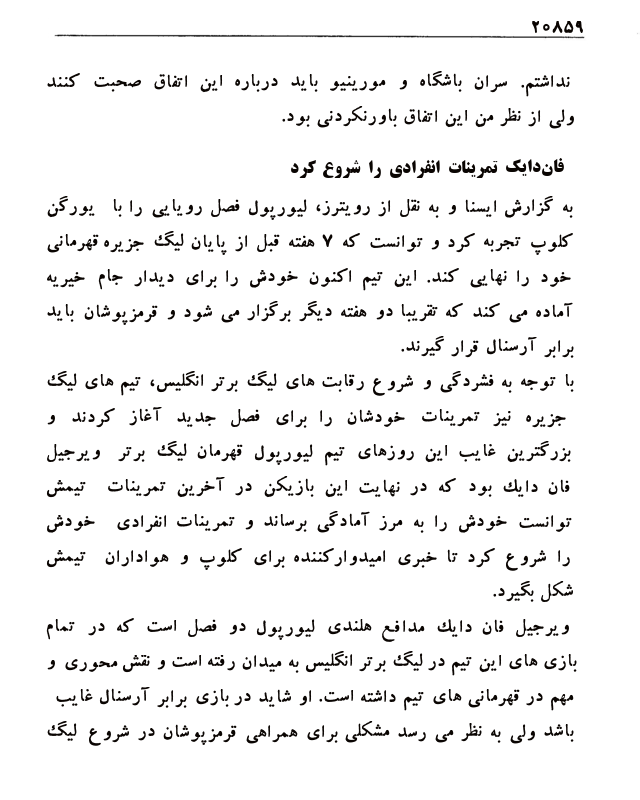 ۲۰۸۵۹
نداشتم. سران باشگاه و مورینیو باید درباره این اتفاق صحبت کنند
ولی از نظر من این اتفاق باورنکردنی بود.
فان‌دایک تمرینات انفرادی را شروع کرد
به گزارش ایسنا و به نقل از رویترز، لیورپول فصل رویایی را با یورگن
کلوپ تجربه کرد و توانست که ۷ هفته قبل از پایان لیگ جزیره قهرمانی
خود را نهایی کند. این تیم اکنون خودش را برای دیدار جام خیریه
آماده می کند که تقریبا دو هفته دیگر برگزار می شود و قرمزپوشان باید
برابر آرسنال قرار گیرند.
با توجه به فشردگی و شروع رقابت های لیگ برتر انگلیس، تیم های لیگ
جزیره نیز تمرینات خودشان را برای فصل جدید آغاز کردند و
بزرگترین غایب این روزهای تیم لیورپول قهرمان لیگ برتر ویرجیل
فان دایك بود که در نهایت این بازیکن در آخرین تمرینات تیمش
توانست خودش را به مرز آمادگی برساند و تمرینات انفرادی خودش
را شروع کرد تا خبری امیدوارکننده برای کلوپ و هواداران تیمش
شکل بگیرد.
ویرجیل فان دایك مدافع هلندی لیورپول دو فصل است که در تمام
بازی های این تیم در لیگ برتر انگلیس به میدان رفته است و نقش محوری و
مهم در قهرمانی های تیم داشته است. او شاید در بازی برابر آرسنال غایب
باشد ولی به نظر می رسد مشکلی برای همراهی قرمزپوشان در شروع لیگ